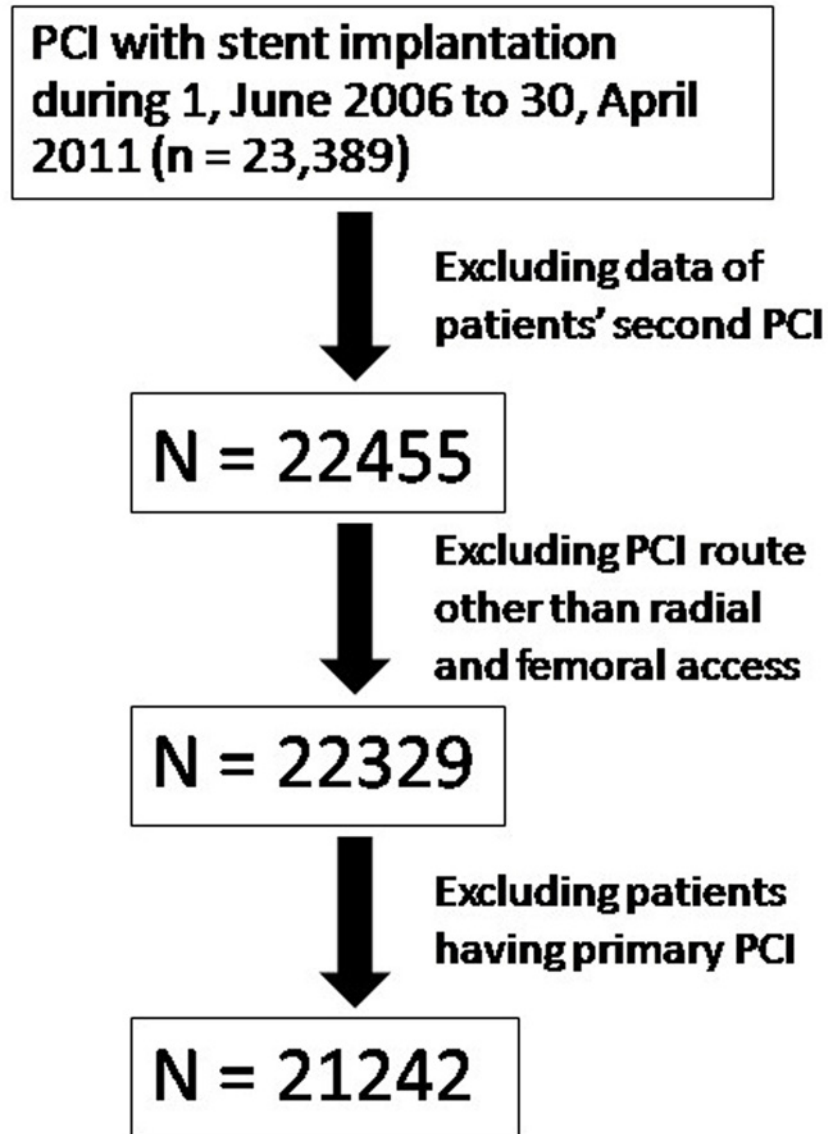 PCI with stent implantation
during 1, June 2006 to 30, April
2011 (n = 23,389)
Excluding data of
patients’ second PCI
N = 22455
Excluding PCI route
other than radial
and femoral access
N = 22329
Excluding patients
having primary PCI
N = 21242